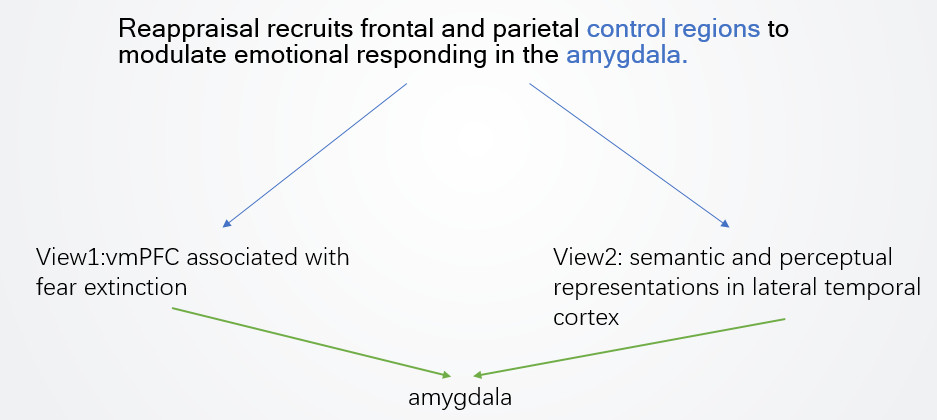 Reappraisal recruits frontal and parietal control regions to
modulate emotional responding in the amygdala.
View1:vmPFC associated with
fear extinction
View2: semantic and perceptual
representations in lateral temporal
cortex
amygdala